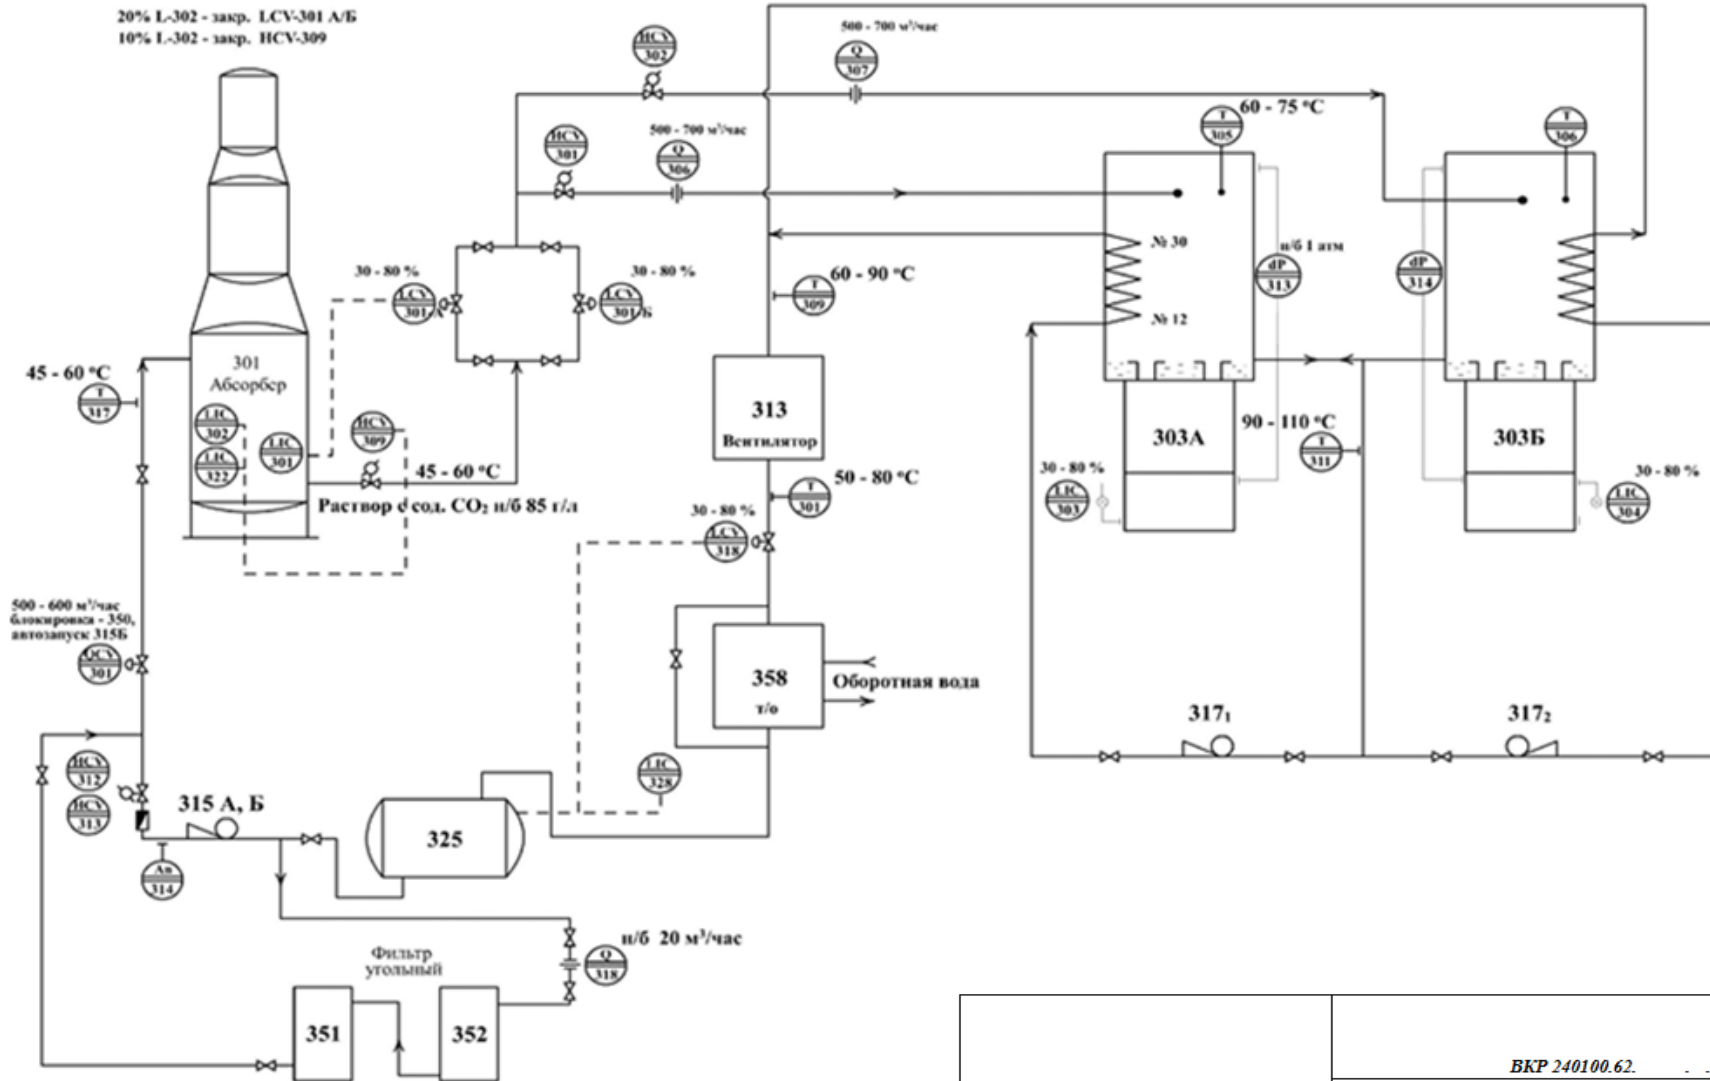 20% L-302 - закр. LCV-301 А/Б
10% L-302 - закр. HCV-309
HCV
302
500 - 700 м³/час
Q
307
HCV
301
500 - 700 м³/час
Q
306
T
305
60 - 75 °C
T
306
30 - 80 %
LCV
301/А
30 - 80 %
LCV
301/Б
60 - 90 °C
T
309
№ 30
№ 12
н/б 1 атм
dP
313
dP
314
45 - 60 °C
T
317
301
Абсорбер
LIC
302
LIC
322
LIC
301
HCV
309
45 - 60 °C
Раствор с сод. CO₂ н/б 85 г/л
313
Вентилятор
50 - 80 °C
T
301
30 - 80 %
LCV
318
303А
90 - 110 °C
T
311
303Б
30 - 80 %
LIC
303
30 - 80 %
LIC
304
500 - 600 м³/час
блокировка - 350,
автозапуск 315Б
QCV
301
358
т/о
Оборотная вода
317₁
317₂
HCV
312
HCV
313
315 А, Б
An
314
325
LIC
328
н/б 20 м³/час
Q
318
Фильтр
угольный
351
352
ВКР 240100.62.